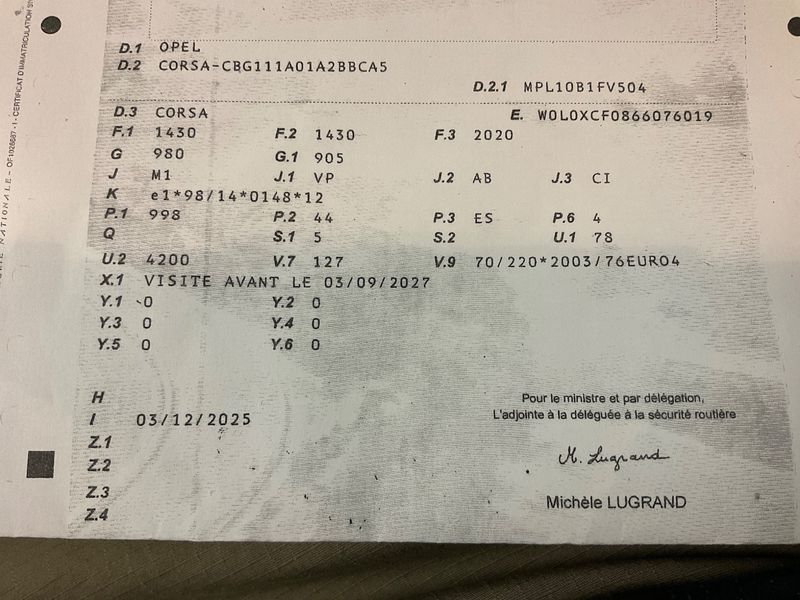 D.1 OPEL
D.2 CORSA-CBG111A01A2BBCA5
D.2.1 MPL10B1FV504
D.3 CORSA E. W0L0XCF0866076019
F.1 1430 F.2 1430 F.3 2020
G 980 G.1 905
J M1 J.1 VP J.2 AB J.3 CI
K e1*98/14*0148*12
P.1 998 P.2 44 P.3 ES P.6 4
Q S.1 5 S.2 U.1 78
U.2 4200 V.7 127 V.9 70/220*2003/76EURO4
X.1 VISITE AVANT LE 03/09/2027
Y.1 0 Y.2 0
Y.3 0 Y.4 0
Y.5 0 Y.6 0
H
I 03/12/2025
Z.1
Z.2
Z.3
Z.4
Pour le ministre et par délégation,
L'adjointe à la déléguée à la sécurité routière
M. Lugrand
Michèle LUGRAND
- I - CERTIFICAT D'IMMATRICULATION